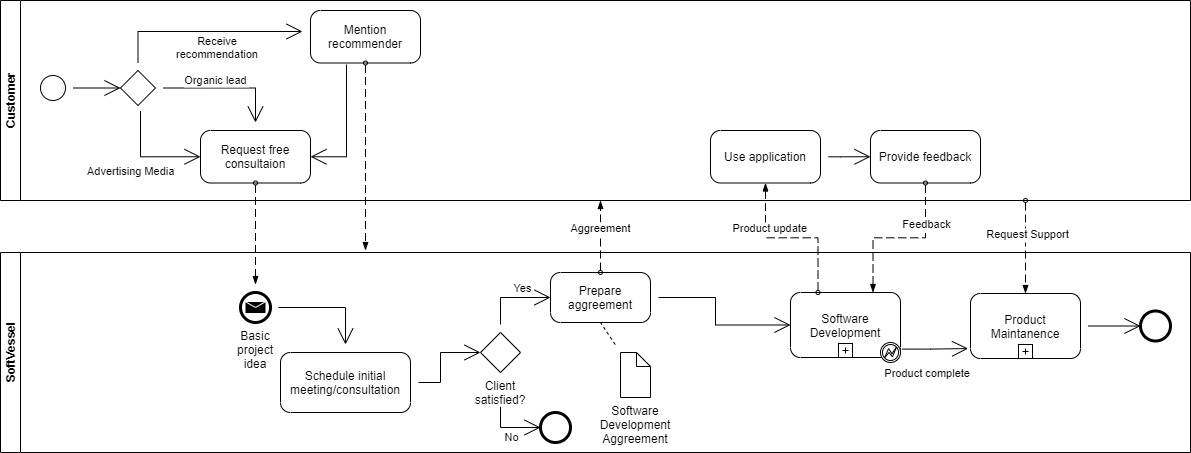 Customer
Mention
recommender
Receive
recommendation
Organic lead
Request free
consultaion
Advertising Media
Use application
Provide feedback
Aggreement
Product update
Feedback
Request Support
SoftVessel
Basic
project
idea
Schedule initial
meeting/consultation
Yes
Client
satisfied?
No
Prepare
aggreement
Software
Development
Aggreement
Software
Development
Product complete
Product
Maintanence